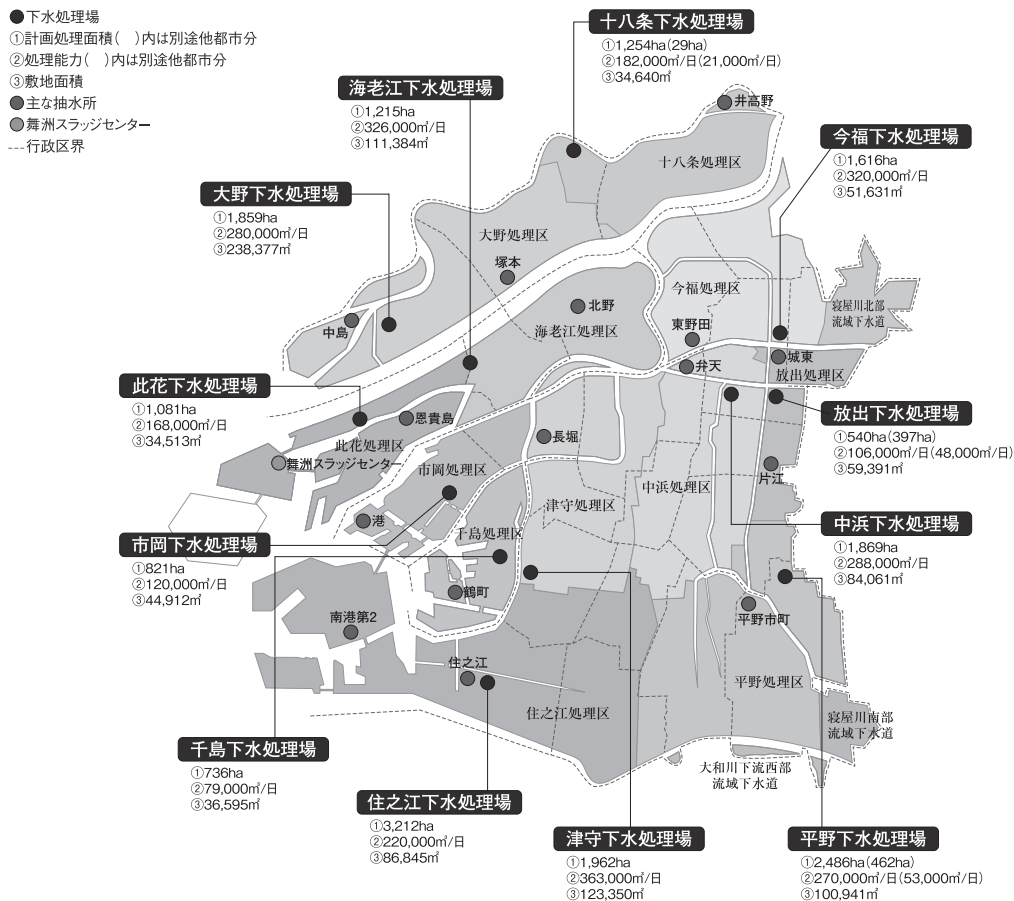 ●下水処理場
①計画処理面積(　)内は別途他都市分
②処理能力(　)内は別途他都市分
③敷地面積
●主な抽水所
●舞洲スラッジセンター
---行政区界
十八条下水処理場
①1,254ha(29ha)
②182,000㎥/日(21,000㎥/日)
③34,640㎡
海老江下水処理場
①1,215ha
②326,000㎥/日
③111,384㎡
今福下水処理場
①1,616ha
②320,000㎥/日
③51,631㎡
大野下水処理場
①1,859ha
②280,000㎥/日
③238,377㎡
井高野
十八条処理区
大野処理区
塚本
今福処理区
北野
寝屋川北部
流域下水道
中島
海老江処理区
東野田
城東
弁天
放出処理区
此花下水処理場
①1,081ha
②168,000㎥/日
③34,513㎡
放出下水処理場
①540ha(397ha)
②106,000㎥/日(48,000㎥/日)
③59,391㎡
恩貴島
此花処理区
長堀
舞洲スラッジセンター
市岡処理区
片江
中浜処理区
津守処理区
港
千島処理区
市岡下水処理場
①821ha
②120,000㎥/日
③44,912㎡
中浜下水処理場
①1,869ha
②288,000㎥/日
③84,061㎡
鶴町
南港第2
平野市町
住之江
平野処理区
住之江処理区
寝屋川南部
流域下水道
大和川下流西部
流域下水道
千島下水処理場
①736ha
②79,000㎥/日
③36,595㎡
住之江下水処理場
①3,212ha
②220,000㎥/日
③86,845㎡
津守下水処理場
①1,962ha
②363,000㎥/日
③123,350㎡
平野下水処理場
①2,486ha(462ha)
②270,000㎥/日(53,000㎥/日)
③100,941㎡